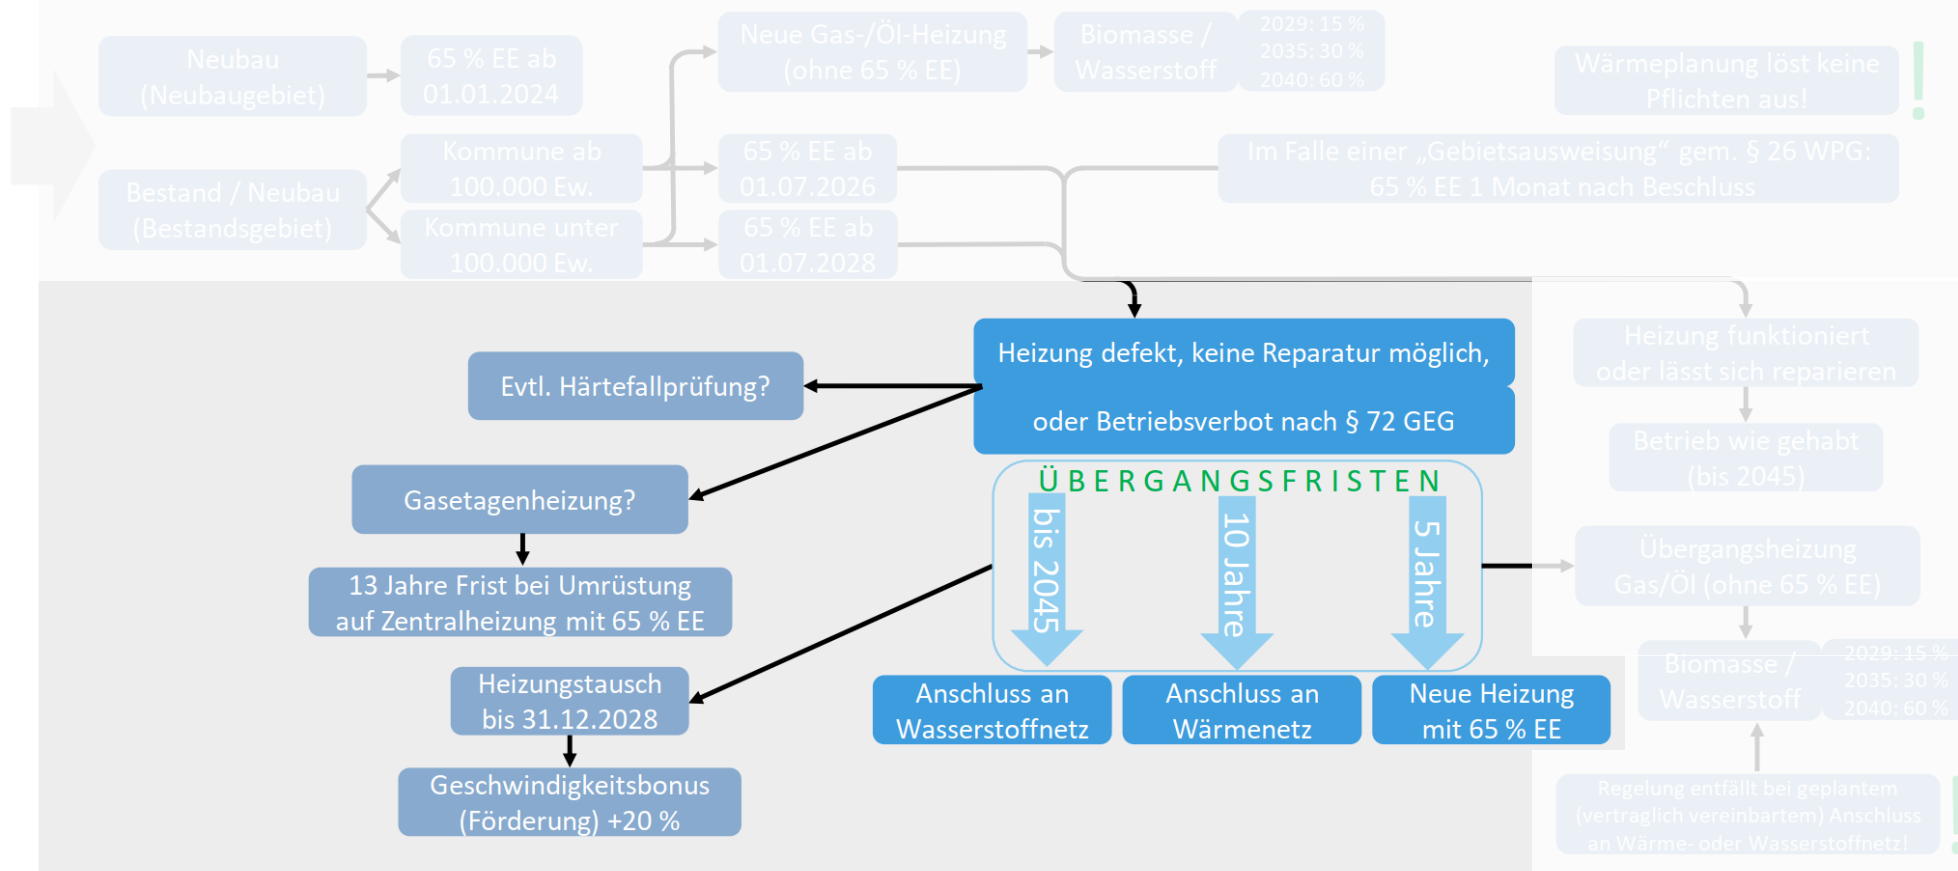 Neubau
(Neubaugebiet)
65 % EE ab
01.01.2024
Neue Gas-/Öl-Heizung
(ohne 65 % EE)
Biomasse /
Wasserstoff
2029: 15 %
2035: 30 %
2040: 60 %
Wärmeplanung löst keine
Pflichten aus!
!
Bestand / Neubau
(Bestandsgebiet)
Kommune ab
100.000 Ew.
65 % EE ab
01.07.2026
Im Falle einer „Gebietsausweisung“ gem. § 26 WPG:
65 % EE 1 Monat nach Beschluss
Kommune unter
100.000 Ew.
65 % EE ab
01.07.2028
Heizung defekt, keine Reparatur möglich,
oder Betriebsverbot nach § 72 GEG
Heizung funktioniert
oder lässt sich reparieren
Evtl. Härtefallprüfung?
Betrieb wie gehabt
(bis 2045)
Gasetagenheizung?
ÜBERGANGSFRISTEN
bis 2045
10 Jahre
5 Jahre
Übergangsheizung
Gas/Öl (ohne 65 % EE)
13 Jahre Frist bei Umrüstung
auf Zentralheizung mit 65 % EE
Biomasse /
Wasserstoff
2029: 15 %
2035: 30 %
2040: 60 %
Heizungstausch
bis 31.12.2028
Anschluss an
Wasserstoffnetz
Anschluss an
Wärmenetz
Neue Heizung
mit 65 % EE
Geschwindigkeitsbonus
(Förderung) +20 %
Regelung entfällt bei geplantem
(vertraglich vereinbartem) Anschluss
an Wärme- oder Wasserstoffnetz!
!